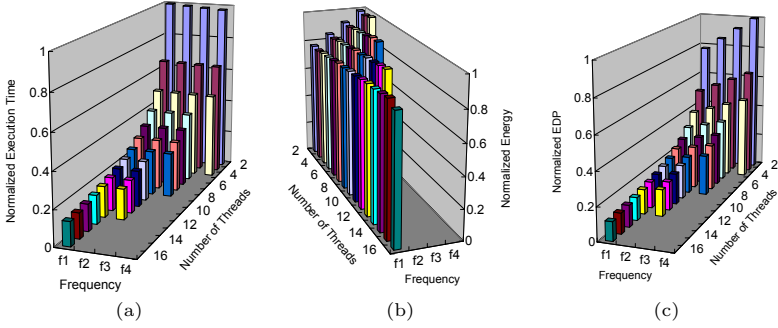 Normalized Execution Time
1
0.8
0.6
0.4
0.2
0
f1 f2 f3 f4
Frequency
16 14 12 10 8 6 4 2
Number of Threads
(a)
2 4 6 8 10 12 14 16
Number of Threads
f1 f2 f3 f4
Frequency
1
0.8
0.6
0.4
0.2
0
Normalized Energy
(b)
Normalized EDP
1
0.8
0.6
0.4
0.2
0
f1 f2 f3 f4
Frequency
16 14 12 10 8 6 4 2
Number of Threads
(c)